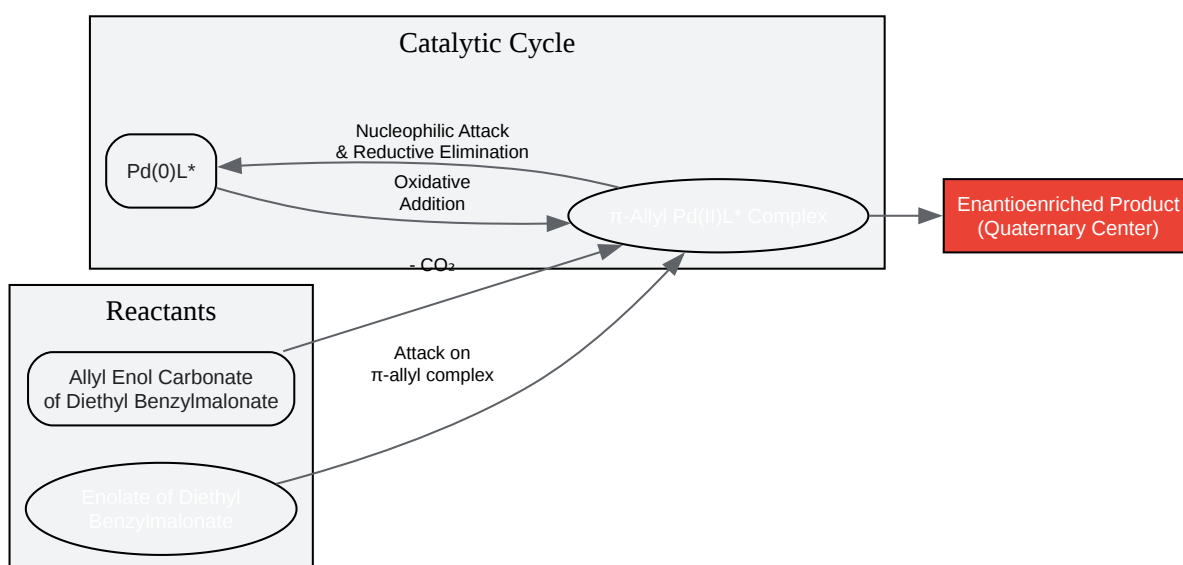 Catalytic Cycle
Nucleophilic Attack
& Reductive Elimination
Pd(0)L*
Oxidative
Addition
π-Allyl Pd(II)L* Complex
Enantioenriched Product
(Quaternary Center)
- CO₂
Reactants
Attack on
π-allyl complex
Allyl Enol Carbonate
of Diethyl Benzylmalonate
Enolate of Diethyl
Benzylmalonate